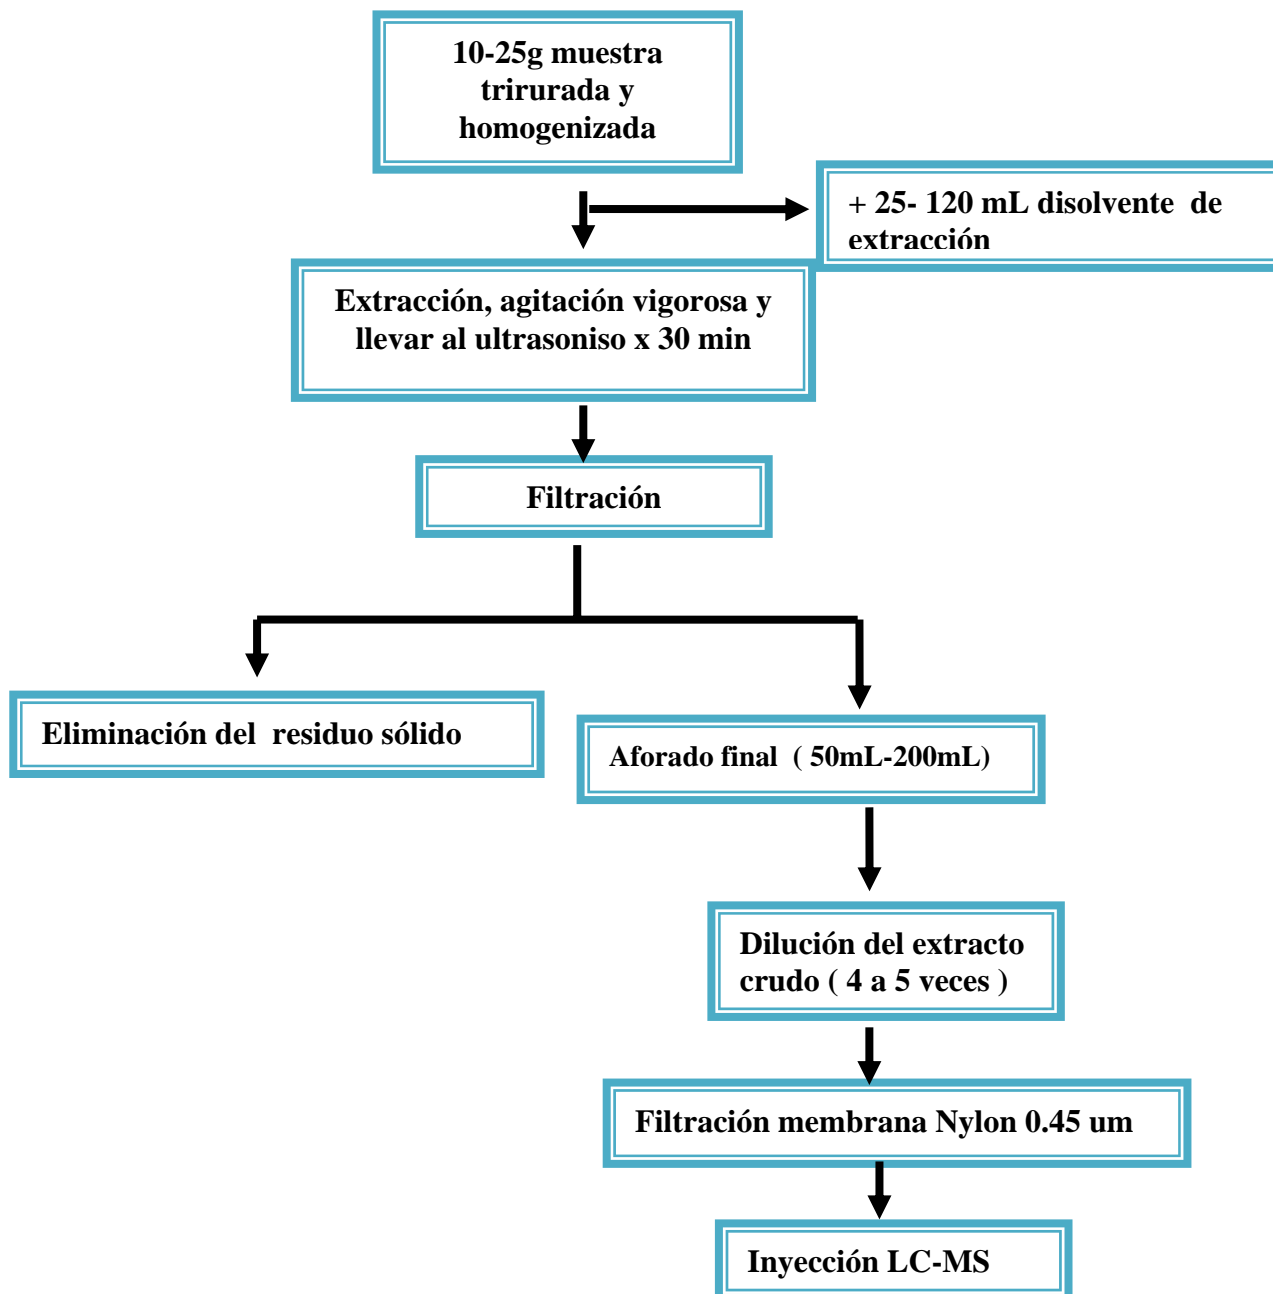 10-25g muestra
trirurada y
homogenizada
+ 25- 120 mL disolvente de
extracción
Extracción, agitación vigorosa y
llevar al ultrasoniso x 30 min
Filtración
Eliminación del residuo sólido
Aforado final ( 50mL-200mL)
Dilución del extracto
crudo ( 4 a 5 veces )
Filtración membrana Nylon 0.45 um
Inyección LC-MS